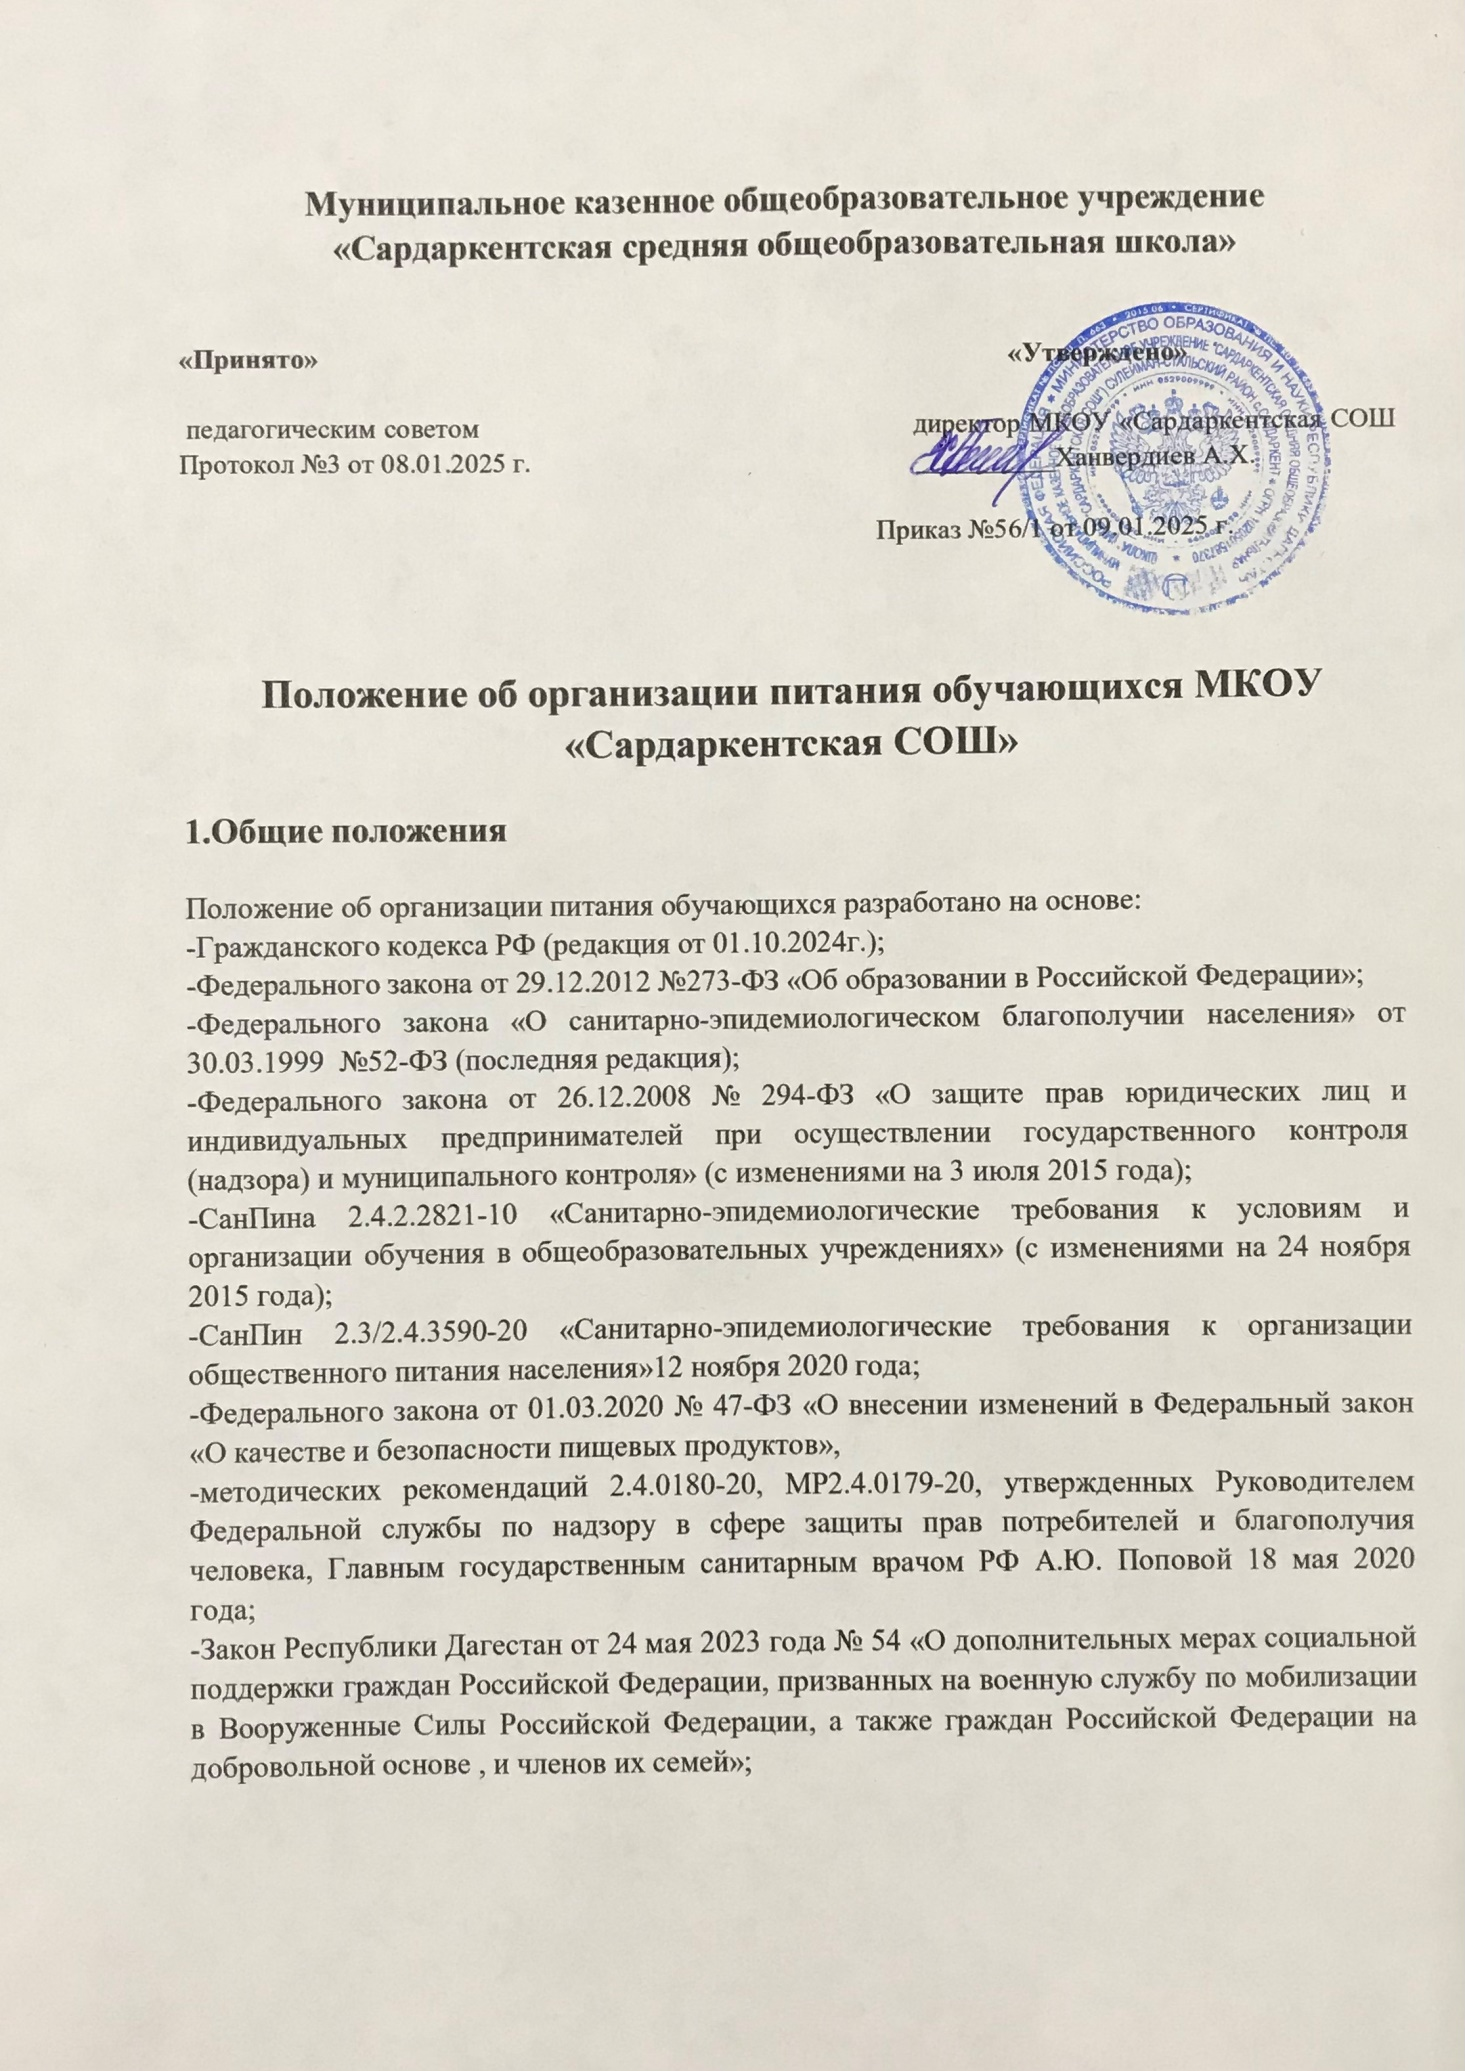 Муниципальное казенное общеобразовательное учреждение
«Сардаркентская средняя общеобразовательная школа»
«Принято»
«Утверждено»
педагогическим советом
директор МКОУ «Сардаркентская СОШ
Протокол №3 от 08.01.2025 г.
Ханвердиев А.Х.
Приказ №56/1 от 09.01.2025 г.
МИНИСТЕРСТВО ОБРАЗОВАНИЯ И НАУКИ
СУЛЕЙМАН-СТАЛЬСКИЙ РАЙОН
Положение об организации питания обучающихся МКОУ
«Сардаркентская СОШ»
1.Общие положения
Положение об организации питания обучающихся разработано на основе:
-Гражданского кодекса РФ (редакция от 01.10.2024г.);
-Федерального закона от 29.12.2012 №273-ФЗ «Об образовании в Российской Федерации»;
-Федерального закона «О санитарно-эпидемиологическом благополучии населения» от
30.03.1999 №52-ФЗ (последняя редакция);
-Федерального закона от 26.12.2008 № 294-ФЗ «О защите прав юридических лиц и
индивидуальных предпринимателей при осуществлении государственного контроля
(надзора) и муниципального контроля» (с изменениями на 3 июля 2015 года);
-СанПина 2.4.2.2821-10 «Санитарно-эпидемиологические требования к условиям и
организации обучения в общеобразовательных учреждениях» (с изменениями на 24 ноября
2015 года);
-СанПин 2.3/2.4.3590-20 «Санитарно-эпидемиологические требования к организации
общественного питания населения»12 ноября 2020 года;
-Федерального закона от 01.03.2020 № 47-ФЗ «О внесении изменений в Федеральный закон
«О качестве и безопасности пищевых продуктов»,
-методических рекомендаций 2.4.0180-20, МР2.4.0179-20, утвержденных Руководителем
Федеральной службы по надзору в сфере защиты прав потребителей и благополучия
человека, Главным государственным санитарным врачом РФ А.Ю. Поповой 18 мая 2020
года;
-Закон Республики Дагестан от 24 мая 2023 года № 54 «О дополнительных мерах социальной
поддержки граждан Российской Федерации, призванных на военную службу по мобилизации
в Вооруженные Силы Российской Федерации, а также граждан Российской Федерации на
добровольной основе , и членов их семей»;